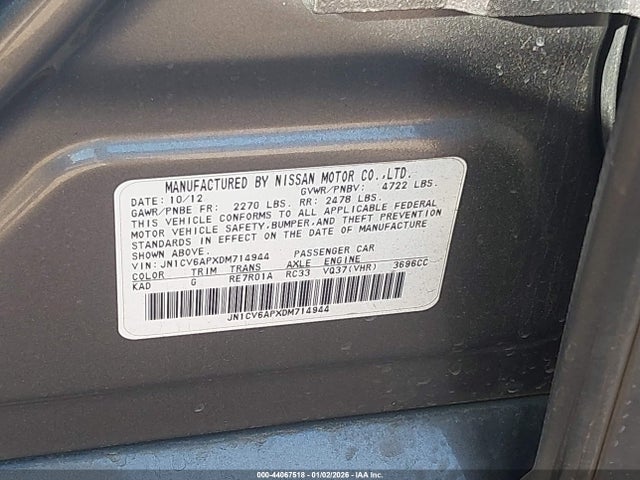 MANUFACTURED BY NISSAN MOTOR CO.,LTD.
DATE: 10/12 GVWR/PNBV: 4722 LBS.
GAWR/PNBE FR: 2270 LBS. RR: 2478 LBS.
THIS VEHICLE CONFORMS TO ALL APPLICABLE FEDERAL
MOTOR VEHICLE SAFETY,BUMPER,AND THEFT PREVENTION
STANDARDS IN EFFECT ON THE DATE OF MANUFACTURE
SHOWN ABOVE.
VIN: JN1CV6APXDM714944 PASSENGER CAR
COLOR TRIM TRANS AXLE ENGINE
KAD G RE7R01A RC33 VQ37(VHR) 3696CC
JN1CV6APXDM714944
000-44067518 - 01/02/2026 - IAA, Inc.